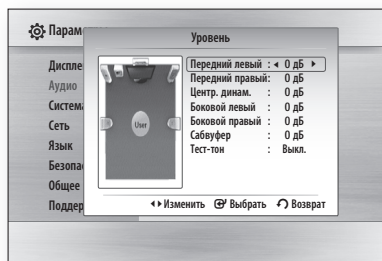 Парам
Уровень
Дисплe
Аудио
Система
Сеть
Язык
Безопа
Общее
Поддер
Передний левый : ◂ 0 дБ ▸
Передний правый: 0 дБ
Центр. динам. : 0 дБ
Боковой левый : 0 дБ
Боковой правый : 0 дБ
Сабвуфер : 0 дБ
Тест-тон : Выкл.
User
◂ ▸ Изменить Выбрать Возврат